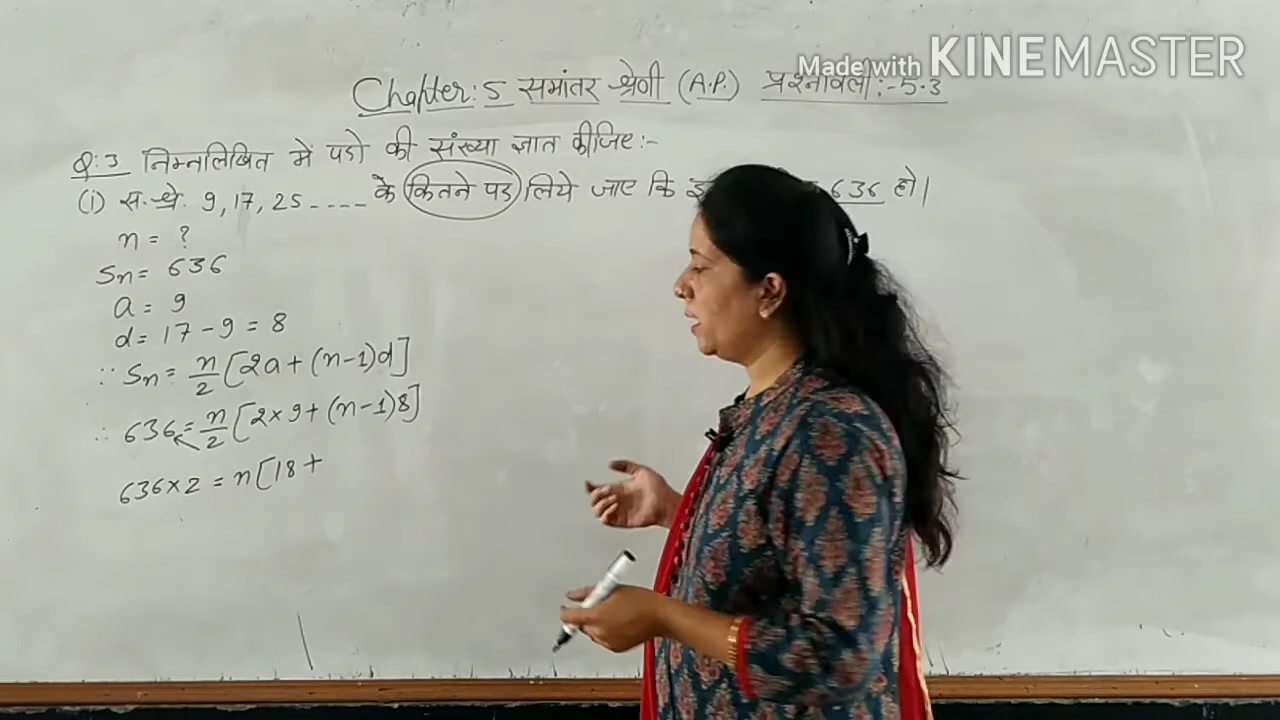 Made with KINEMASTER
Chapter: 5 समांतर श्रेणी (A.P.) प्रश्नावली:-5.3
Q:3 निम्नलिखित में पदो की संख्या ज्ञात कीजिए:-
(i) स. श्रे. 9, 17, 25 ---- के कितने पद लिये जाए कि 636 हो।
n = ?
Sn = 636
a = 9
d = 17 - 9 = 8
∵ Sn = n/2 [2a + (n-1)d]
∴ 636 = n/2 [2×9 + (n-1)8]
636×2 = n[18 +